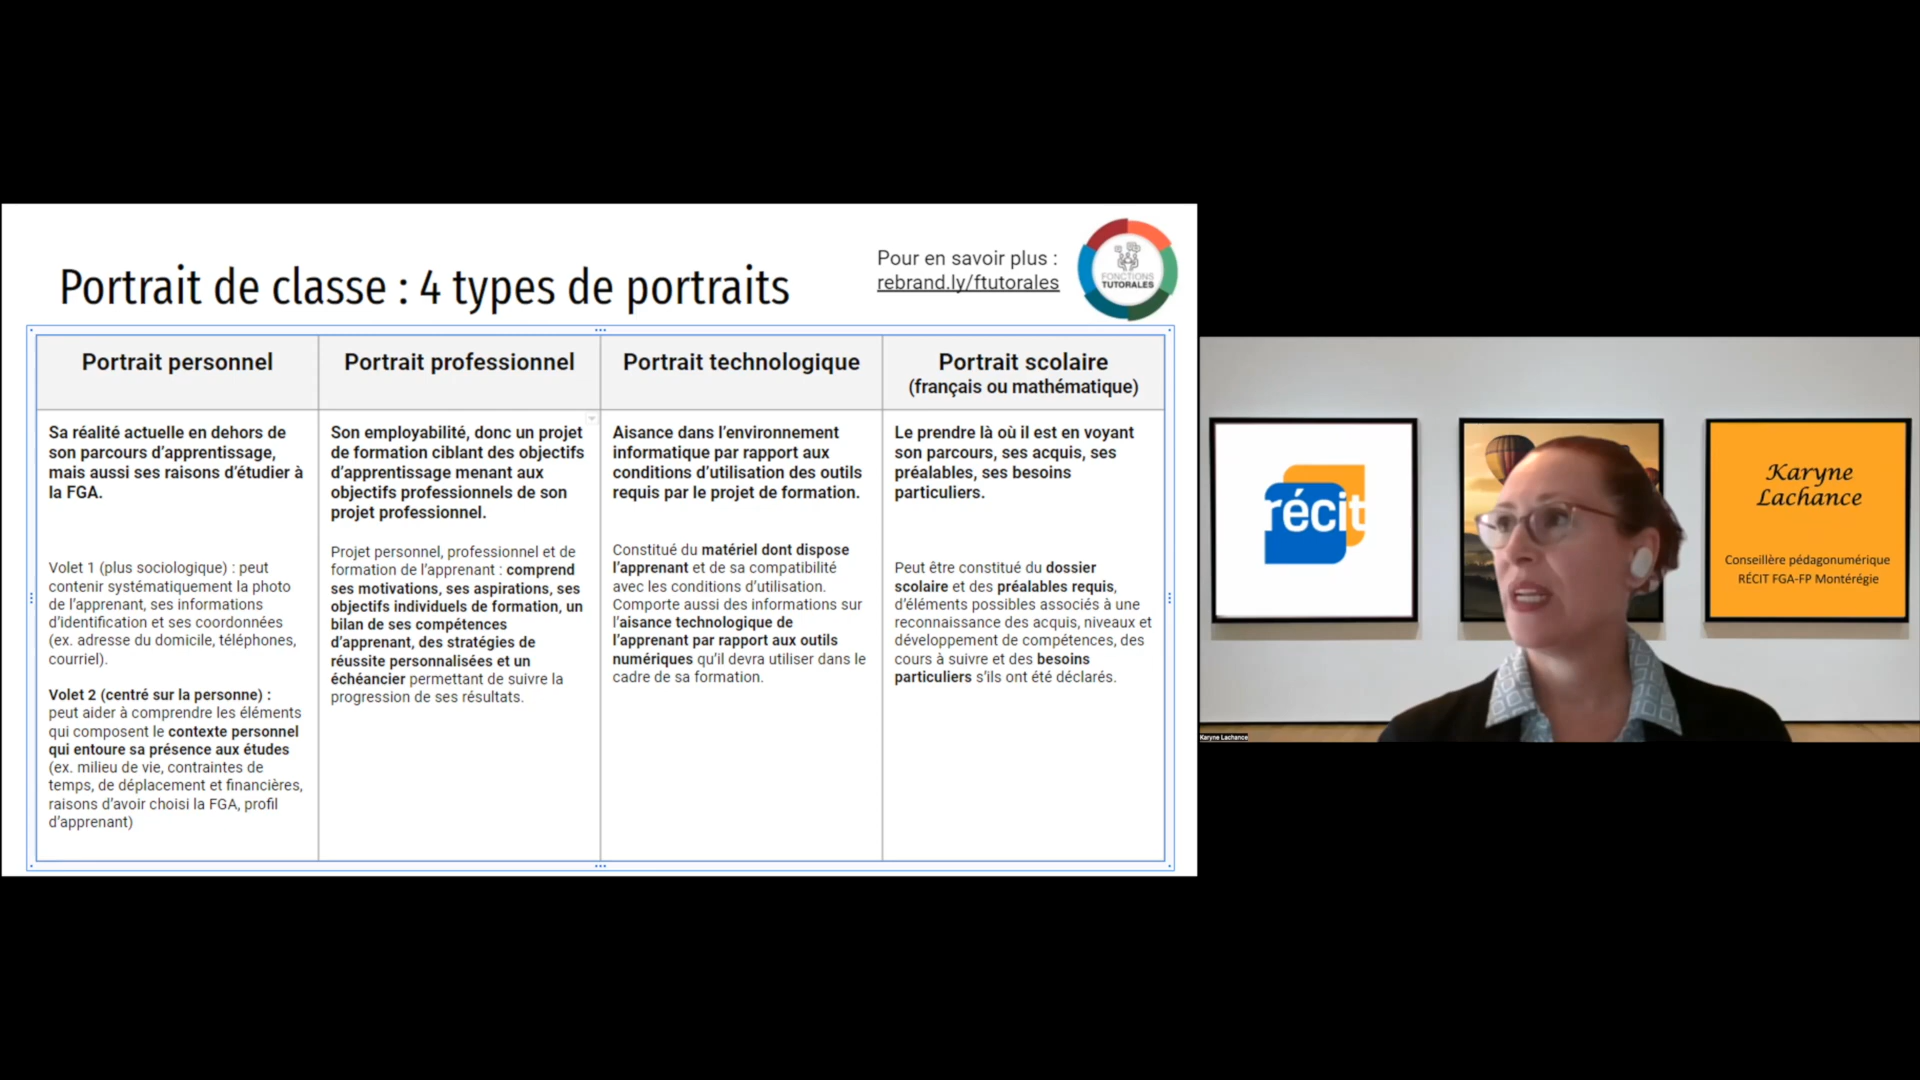 Portrait de classe : 4 types de portraits
Pour en savoir plus :
rebrand.ly/ftutorales
FONCTIONS
TUTORALES
Portrait personnel
Sa réalité actuelle en dehors de
son parcours d’apprentissage,
mais aussi ses raisons d’étudier à
la FGA.
Volet 1 (plus sociologique) : peut
contenir systématiquement la photo
de l’apprenant, ses informations
d’identification et ses coordonnées
(ex. adresse du domicile, téléphones,
courriel).
Volet 2 (centré sur la personne) :
peut aider à comprendre les éléments
qui composent le contexte personnel
qui entoure sa présence aux études
(ex. milieu de vie, contraintes de
temps, de déplacement et financières,
raisons d’avoir choisi la FGA, profil
d’apprenant)
Portrait professionnel
Son employabilité, donc un projet
de formation ciblant des objectifs
d’apprentissage menant aux
objectifs professionnels de son
projet professionnel.
Projet personnel, professionnel et de
formation de l’apprenant : comprend
ses motivations, ses aspirations, ses
objectifs individuels de formation, un
bilan de ses compétences
d’apprenant, des stratégies de
réussite personnalisées et un
échéancier permettant de suivre la
progression de ses résultats.
Portrait technologique
Aisance dans l’environnement
informatique par rapport aux
conditions d’utilisation des outils
requis par le projet de formation.
Constitué du matériel dont dispose
l’apprenant et de sa compatibilité
avec les conditions d’utilisation.
Comporte aussi des informations sur
l’aisance technologique de
l’apprenant par rapport aux outils
numériques qu’il devra utiliser dans le
cadre de sa formation.
Portrait scolaire
(français ou mathématique)
Le prendre là où il est en voyant
son parcours, ses acquis, ses
préalables, ses besoins
particuliers.
Peut être constitué du dossier
scolaire et des préalables requis,
d’éléments possibles associés à une
reconnaissance des acquis, niveaux et
développement de compétences, des
cours à suivre et des besoins
particuliers s’ils ont été déclarés.
récit
Karyne
Lachance
Conseillère pédagonumérique
RÉCIT FGA-FP Montérégie
Karyne Lachance